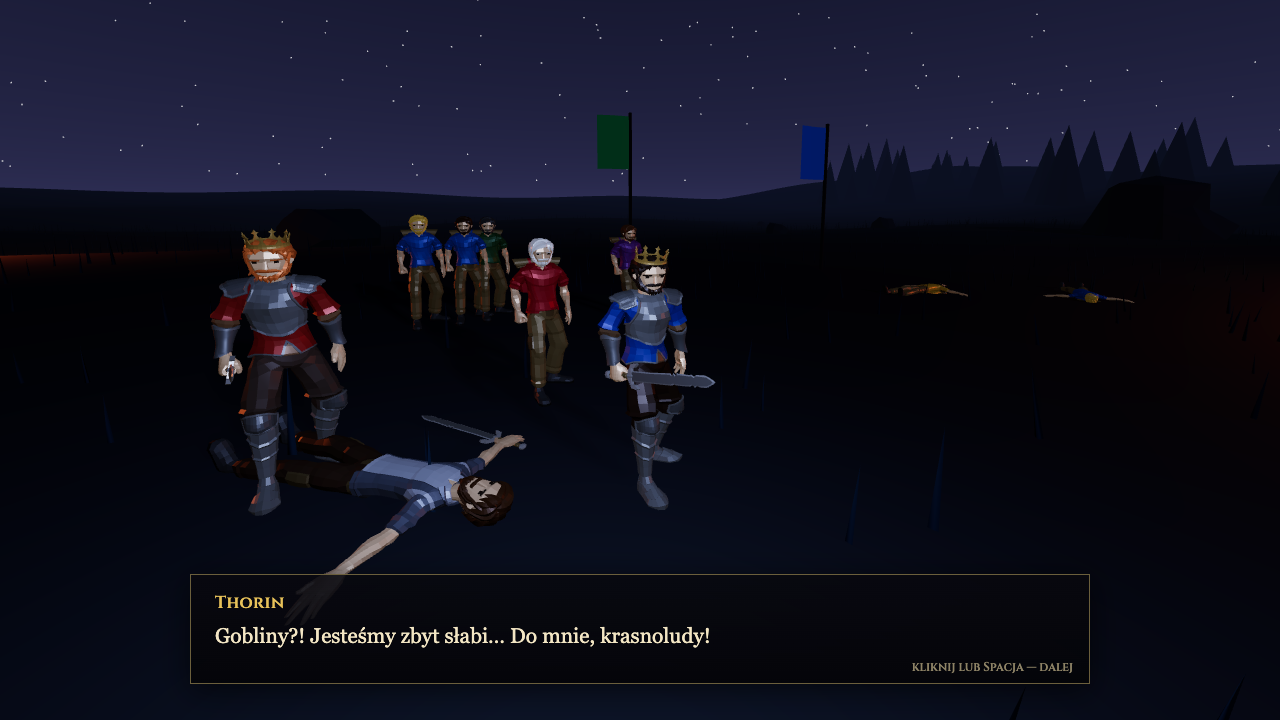 Thorin
Gobliny?! Jesteśmy zbyt słabi... Do mnie, krasnoludy!
kliknij lub Spacja — dalej